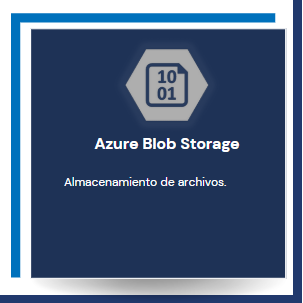 10
01
Azure Blob Storage
Almacenamiento de archivos.